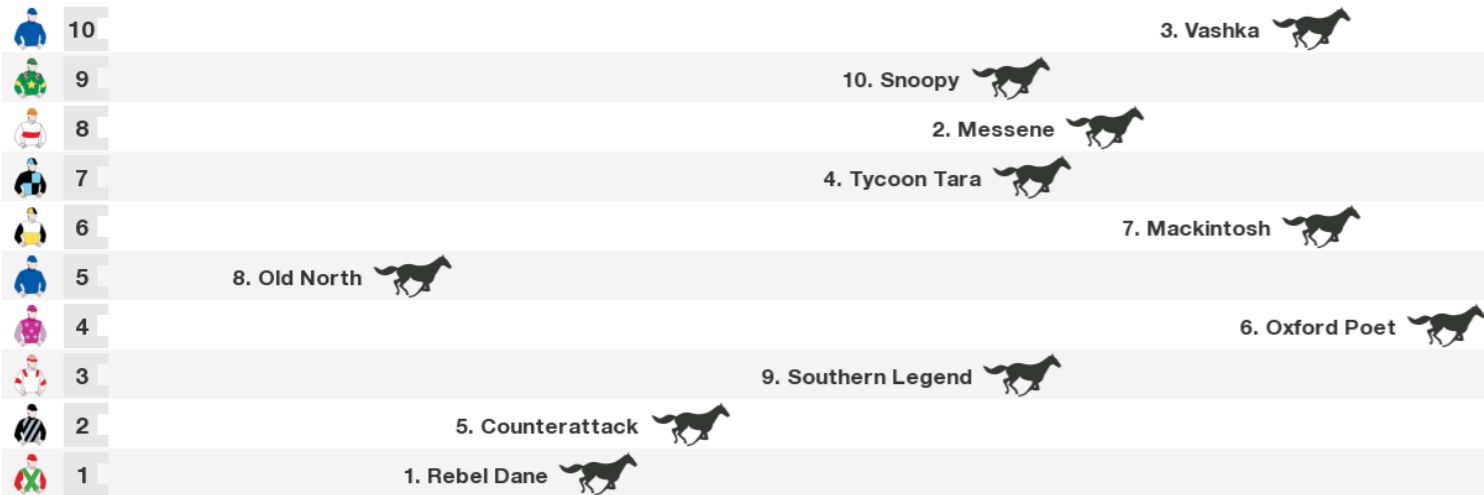 10 3. Vashka
9 10. Snoopy
8 2. Messene
7 4. Tycoon Tara
6 7. Mackintosh
5 8. Old North
4 6. Oxford Poet
3 9. Southern Legend
2 5. Counterattack
1 1. Rebel Dane